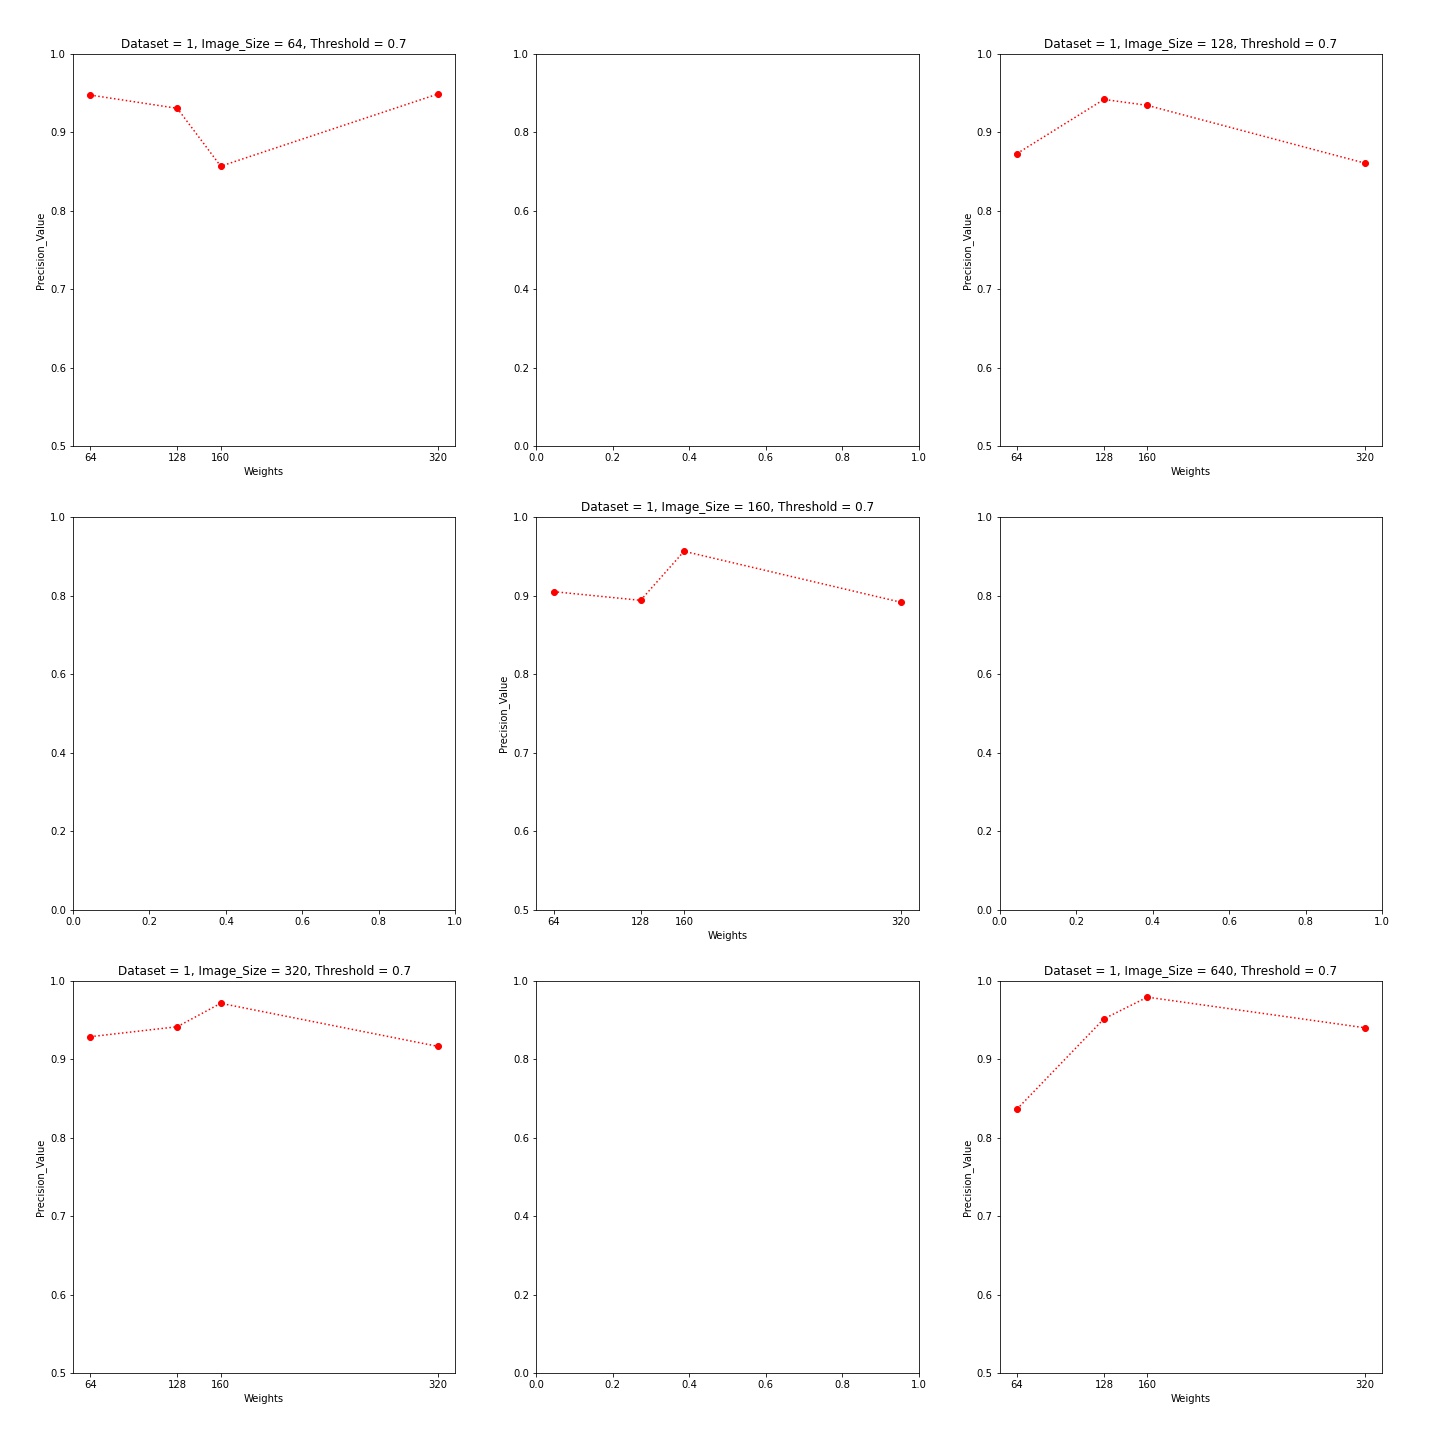 Dataset = 1, Image_Size = 64, Threshold = 0.7
1.0
0.9
0.8
0.7
0.6
0.5
Precision_Value
64 128 160 320
Weights
1.0
0.8
0.6
0.4
0.2
0.0
0.0 0.2 0.4 0.6 0.8 1.0
Dataset = 1, Image_Size = 128, Threshold = 0.7
1.0
0.9
0.8
0.7
0.6
0.5
Precision_Value
64 128 160 320
Weights
1.0
0.8
0.6
0.4
0.2
0.0
0.0 0.2 0.4 0.6 0.8 1.0
Dataset = 1, Image_Size = 160, Threshold = 0.7
1.0
0.9
0.8
0.7
0.6
0.5
Precision_Value
64 128 160 320
Weights
1.0
0.8
0.6
0.4
0.2
0.0
0.0 0.2 0.4 0.6 0.8 1.0
Dataset = 1, Image_Size = 320, Threshold = 0.7
1.0
0.9
0.8
0.7
0.6
0.5
Precision_Value
64 128 160 320
Weights
1.0
0.8
0.6
0.4
0.2
0.0
0.0 0.2 0.4 0.6 0.8 1.0
Dataset = 1, Image_Size = 640, Threshold = 0.7
1.0
0.9
0.8
0.7
0.6
0.5
Precision_Value
64 128 160 320
Weights